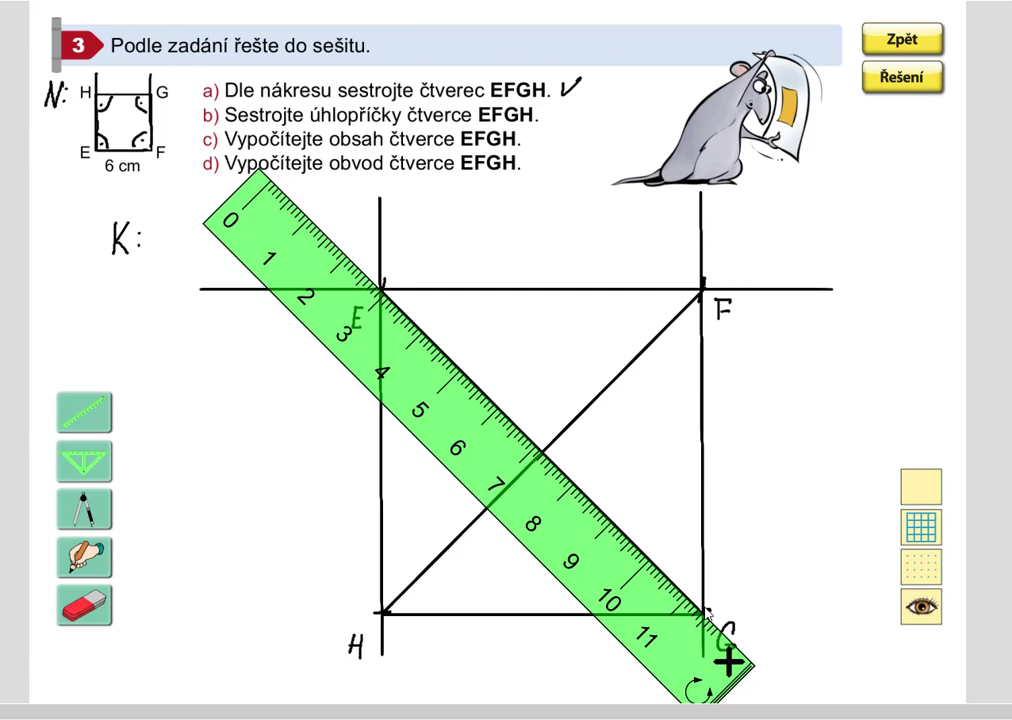 3 Podle zadání řešte do sešitu.
Zpět
Řešení
N: H G
E F
6 cm
a) Dle nákresu sestrojte čtverec EFGH. ✓
b) Sestrojte úhlopříčky čtverce EFGH.
c) Vypočítejte obsah čtverce EFGH.
d) Vypočítejte obvod čtverce EFGH.
K:
0 1 2 3 4 5 6 7 8 9 10 11
E F
H G